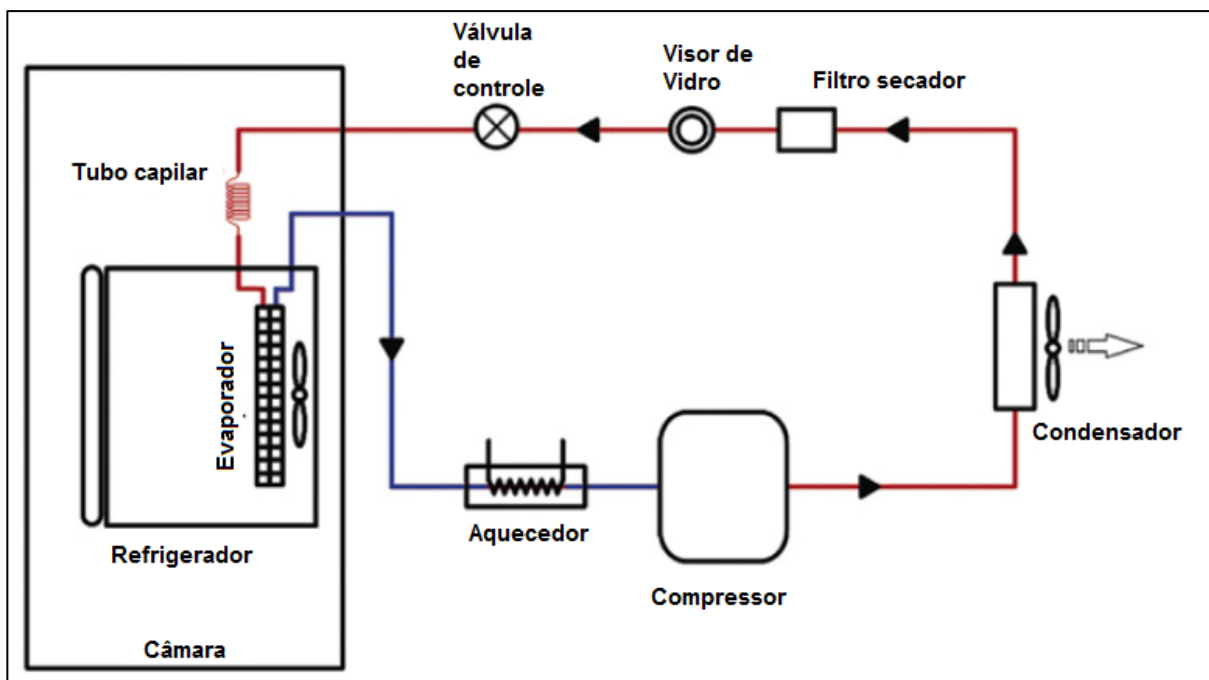 Válvula
de
controle
Visor de
Vidro
Filtro secador
Tubo capilar
Evaporador
Condensador
Aquecedor
Refrigerador
Compressor
Câmara